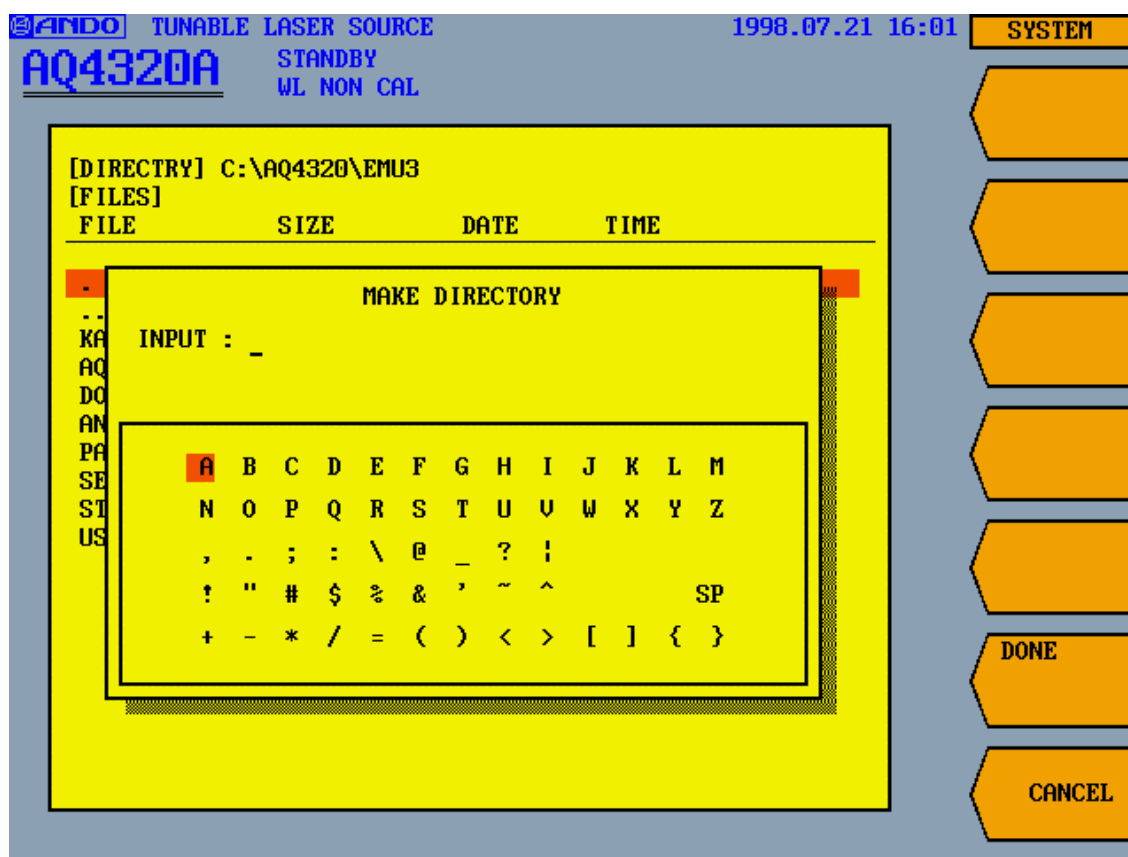 ANDO TUNABLE LASER SOURCE 1998.07.21 16:01 SYSTEM
AQ4320A STANDBY
WL NON CAL
[DIRECTRY] C:\AQ4320\EMU3
[FILES]
FILE SIZE DATE TIME
.
MAKE DIRECTORY
..
KA
INPUT : _
AQ
DO
AN
PA
SE
ST
US
A B C D E F G H I J K L M
N O P Q R S T U V W X Y Z
, . ; : \ @ _ ? ¦
! " # $ % & ' ~ ^ SP
+ - * / = ( ) < > [ ] { }
DONE
CANCEL